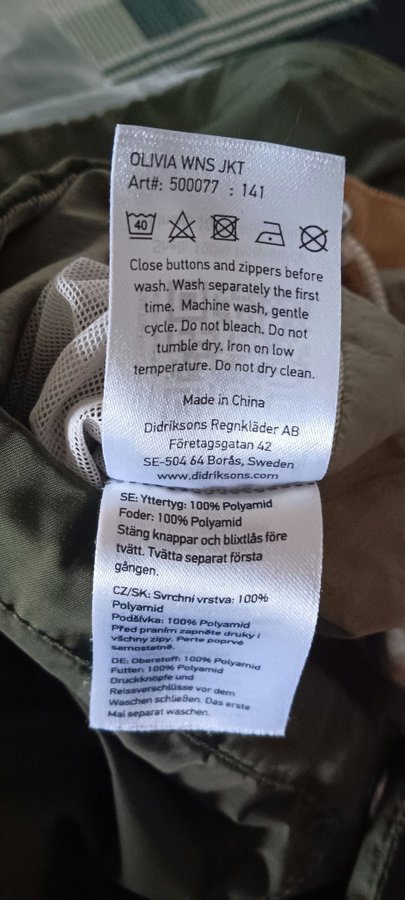 OLIVIA WNS JKT
Art#: 500077 : 141
40
Close buttons and zippers before
wash. Wash separately the first
time. Machine wash, gentle
cycle. Do not bleach. Do not
tumble dry. Iron on low
temperature. Do not dry clean.
Made in China
Didriksons Regnkläder AB
Företagsgatan 42
SE-504 64 Borås, Sweden
www.didriksons.com
SE: Yttertyg: 100% Polyamid
Foder: 100% Polyamid
Stäng knappar och blixtlås före
tvätt. Tvätta separat första
gången.
CZ/SK: Svrchní vrstva: 100%
Polyamid
Podšívka: 100% Polyamid
Před praním zapněte druky i
všechny zipy. Perte poprvé
samostatně.
DE: Oberstoff: 100% Polyamid
Futter: 100% Polyamid
Druckknöpfe und
Reissverschlüsse vor dem
Waschen schließen. Das erste
Mal separat waschen.